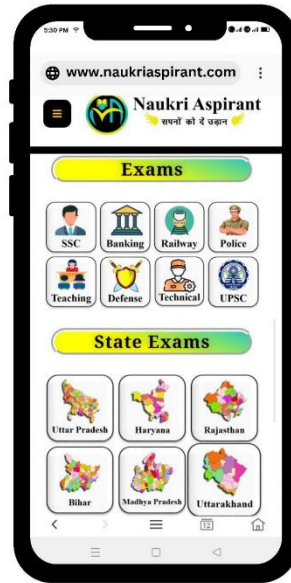 5:30 PM
www.naukriaspirant.com
Naukri Aspirant
सपनों को दें उड़ान
Exams
SSC Banking Railway Police
Teaching Defense Technical UPSC
State Exams
Uttar Pradesh Haryana Rajasthan
Bihar Madhya Pradesh Uttarakhand
12